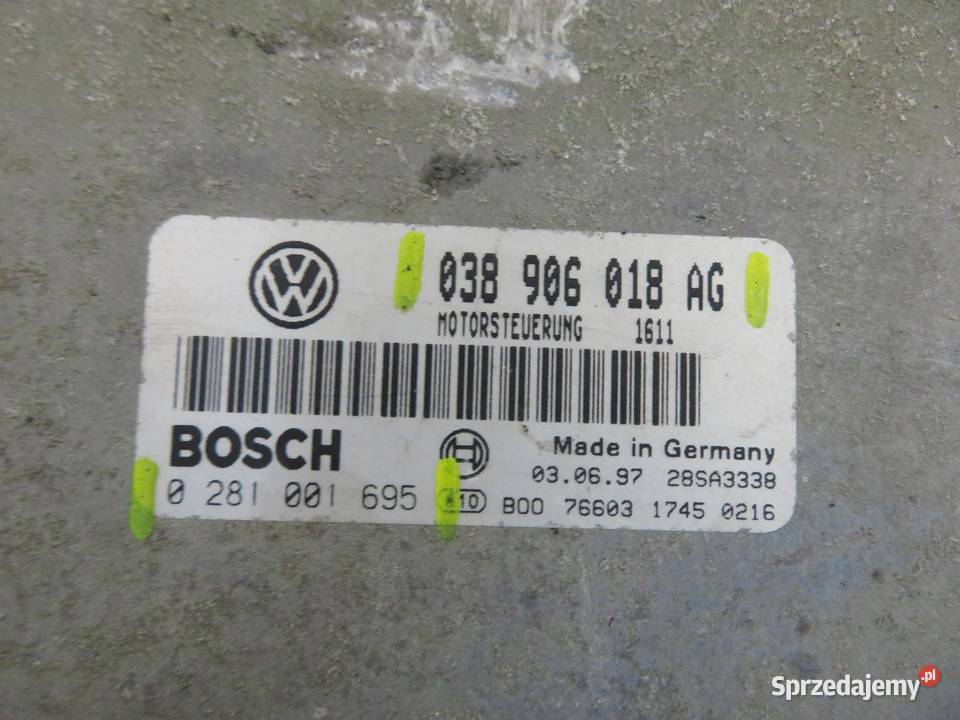 038 906 018 AG
MOTORSTEUERUNG 1611
BOSCH
Made in Germany
03.06.97 28SA3338
0 281 001 695
B00 76603 1745 0216
Sprzedajemy.pl